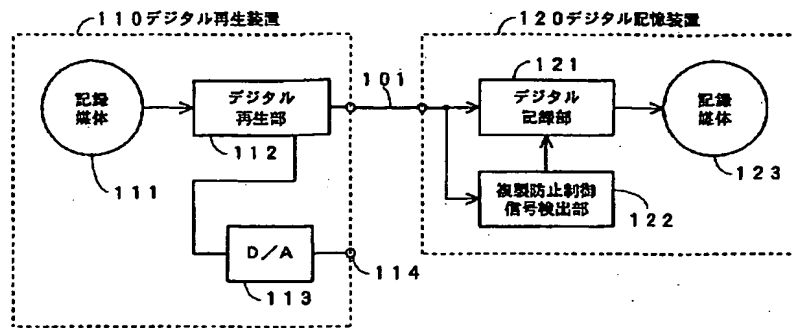 110デジタル再生装置
120デジタル記憶装置
記録
媒体
111
デジタル
再生部
112
D/A
113
114
101
121
デジタル
記録部
複製防止制御
信号検出部
122
記録
媒体
123